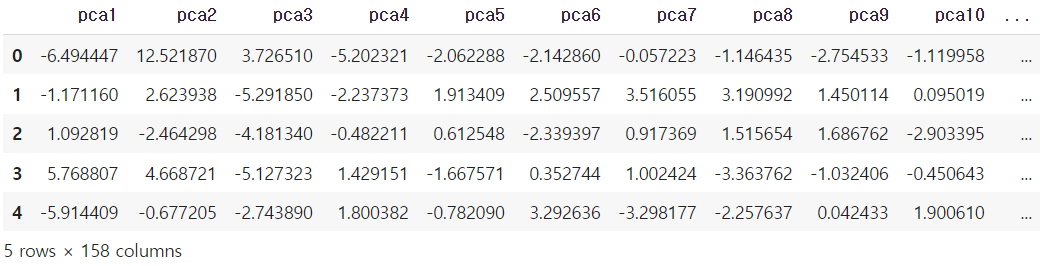 pca1 pca2 pca3 pca4 pca5 pca6 pca7 pca8 pca9 pca10 ...
0 -6.494447 12.521870 3.726510 -5.202321 -2.062288 -2.142860 -0.057223 -1.146435 -2.754533 -1.119958 ...
1 -1.171160 2.623938 -5.291850 -2.237373 1.913409 2.509557 3.516055 3.190992 1.450114 0.095019 ...
2 1.092819 -2.464298 -4.181340 -0.482211 0.612548 -2.339397 0.917369 1.515654 1.686762 -2.903395 ...
3 5.768807 4.668721 -5.127323 1.429151 -1.667571 0.352744 1.002424 -3.363762 -1.032406 -0.450643 ...
4 -5.914409 -0.677205 -2.743890 1.800382 -0.782090 3.292636 -3.298177 -2.257637 0.042433 1.900610 ...
5 rows × 158 columns